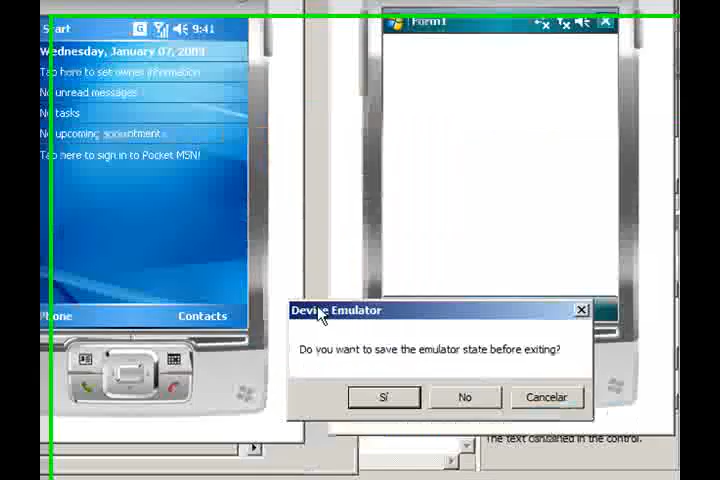 Start
G
9:41
Wednesday, January 07, 2009
Tap here to set owner information
No unread messages
No tasks
No upcoming appointments
Tap here to sign in to Pocket MSN!
Phone
Contacts
Form1
Device Emulator
Do you want to save the emulator state before exiting?
Sí
No
Cancelar
The text contained in the control.